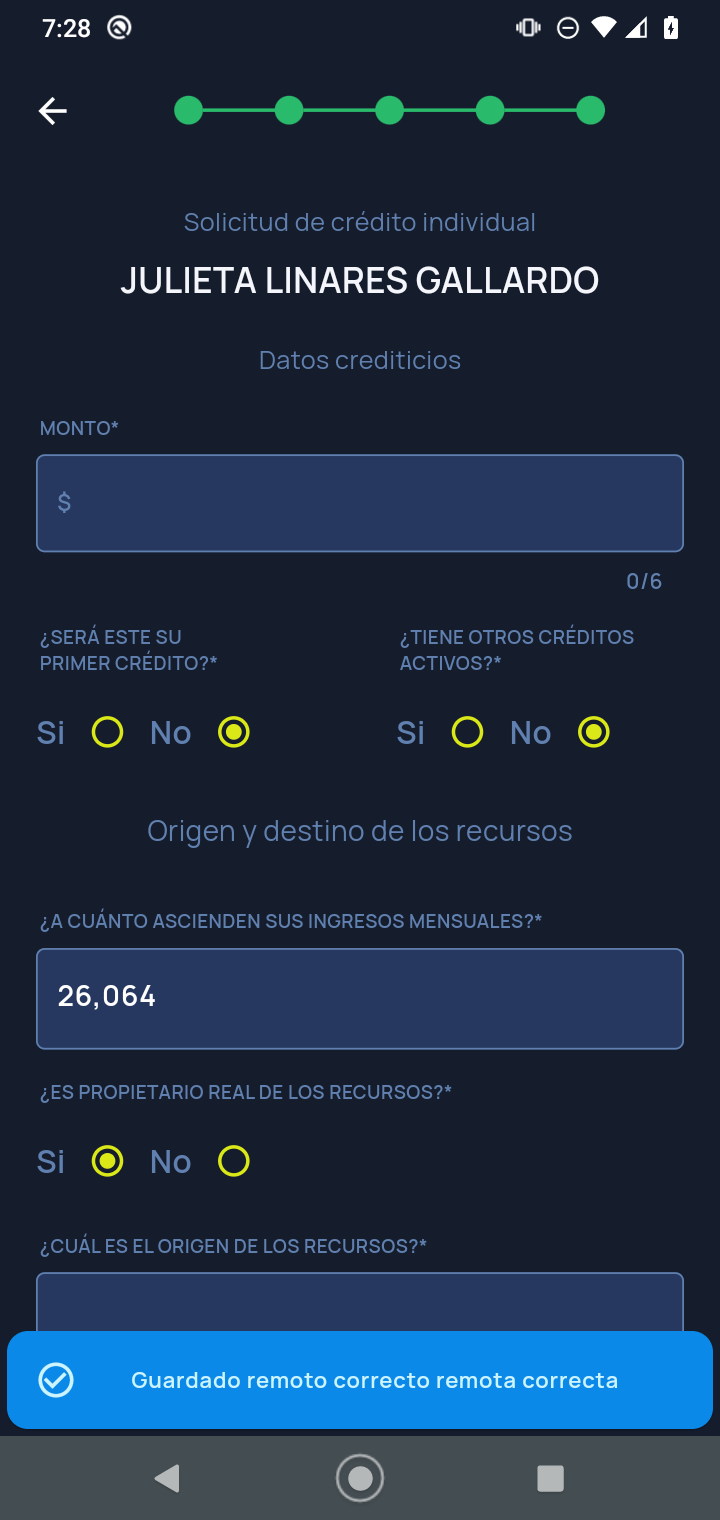 7:28
Solicitud de crédito individual
JULIETA LINARES GALLARDO
Datos crediticios
MONTO*
$
0/6
¿SERÁ ESTE SU
PRIMER CRÉDITO?*
Si No
¿TIENE OTROS CRÉDITOS
ACTIVOS?*
Si No
Origen y destino de los recursos
¿A CUÁNTO ASCIENDEN SUS INGRESOS MENSUALES?*
26,064
¿ES PROPIETARIO REAL DE LOS RECURSOS?*
Si No
¿CUÁL ES EL ORIGEN DE LOS RECURSOS?*
Guardado remoto correcto remota correcta